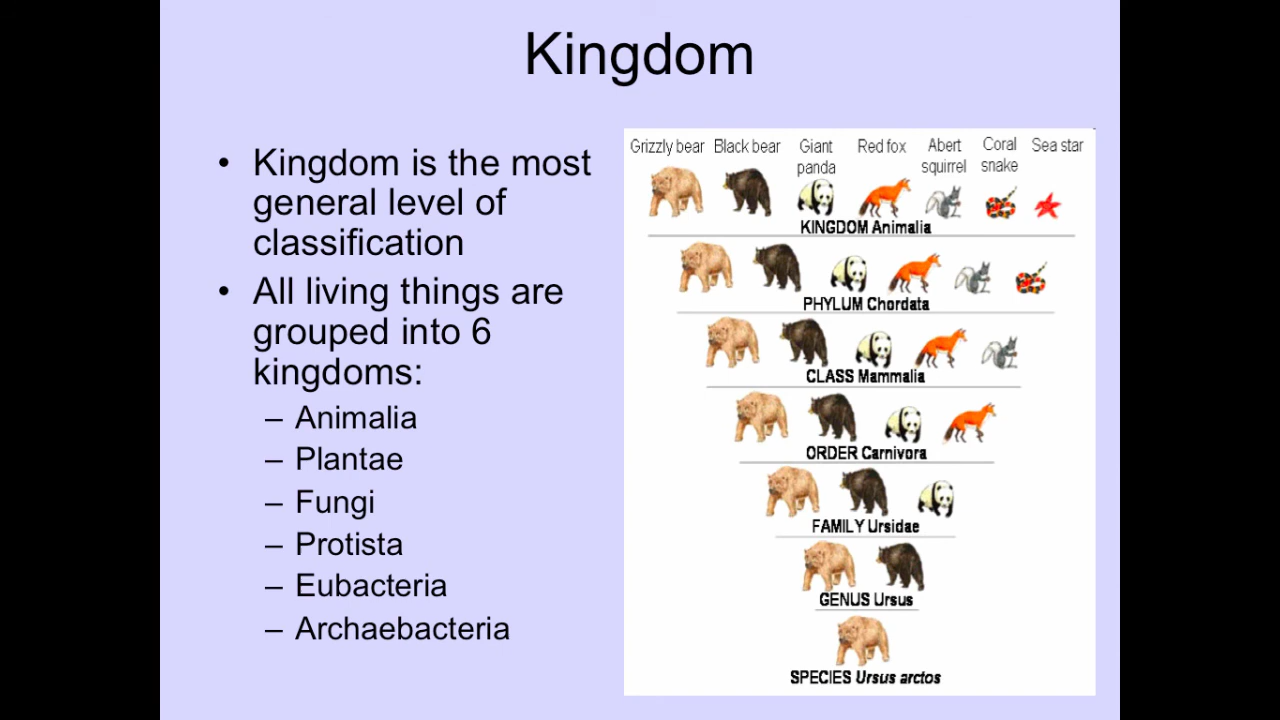 Kingdom
• Kingdom is the most
general level of
classification
• All living things are
grouped into 6
kingdoms:
– Animalia
– Plantae
– Fungi
– Protista
– Eubacteria
– Archaebacteria
Grizzly bear Black bear Giant panda Red fox Abert squirrel Coral snake Sea star
KINGDOM Animalia
PHYLUM Chordata
CLASS Mammalia
ORDER Carnivora
FAMILY Ursidae
GENUS Ursus
SPECIES Ursus arctos